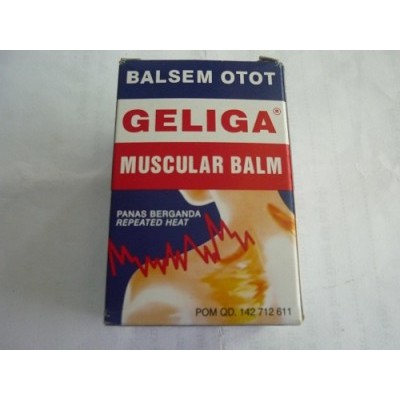 BALSEM OTOT
GELIGA®
MUSCULAR BALM
PANAS BERGANDA
REPEATED HEAT
POM QD. 142 712 611